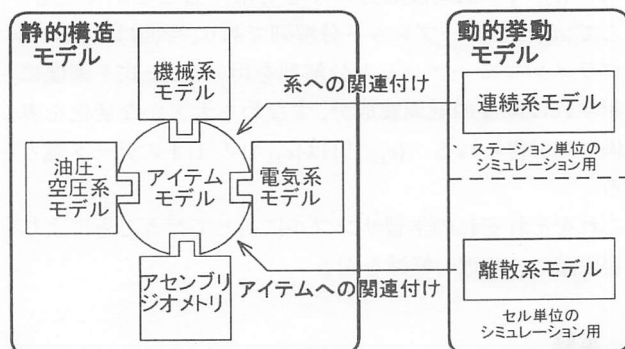 静的構造
モデル
機械系
モデル
系への関連付け
油圧・
空圧系
モデル
アイテム
モデル
電気系
モデル
アセンブリ
ジオメトリ
アイテムへの関連付け
動的挙動
モデル
連続系モデル
ステーション単位の
シミュレーション用
離散系モデル
セル単位の
シミュレーション用